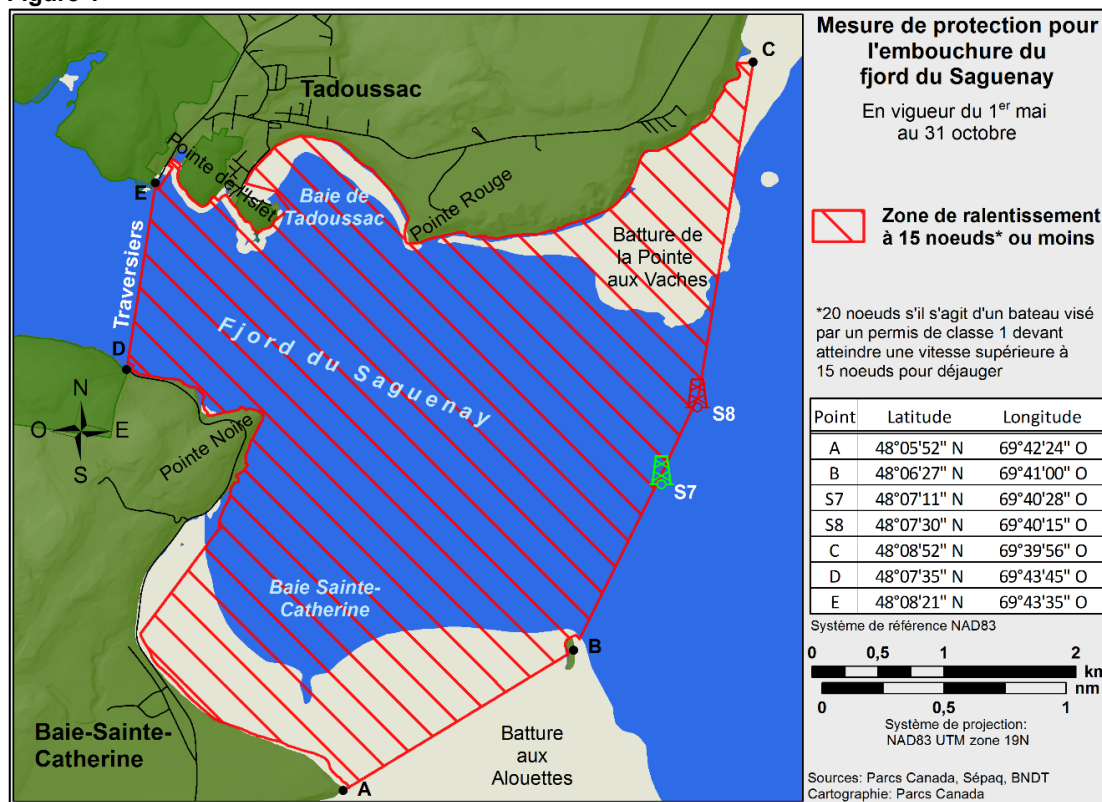 Figure 1
Mesure de protection pour
l'embouchure du
fjord du Saguenay
En vigueur du 1er mai
au 31 octobre
Zone de ralentissement
à 15 noeuds* ou moins
*20 noeuds s'il s'agit d'un bateau visé
par un permis de classe 1 devant
atteindre une vitesse supérieure à
15 noeuds pour déjauger
Point Latitude Longitude
A 48°05'52" N 69°42'24" O
B 48°06'27" N 69°41'00" O
S7 48°07'11" N 69°40'28" O
S8 48°07'30" N 69°40'15" O
C 48°08'52" N 69°39'56" O
D 48°07'35" N 69°43'45" O
E 48°08'21" N 69°43'35" O
Système de référence NAD83
0 0,5 1 2
km
nm
0 0,5 1
Système de projection:
NAD83 UTM zone 19N
Sources: Parcs Canada, Sépaq, BNDT
Cartographie: Parcs Canada
C
Tadoussac
Pointe de l'Islet
E
Baie de
Tadoussac
Pointe Rouge
Batture de
la Pointe
aux Vaches
Traversiers
Fjord du Saguenay
D
N
O E
S
Pointe Noire
S8
S7
Baie Sainte-
Catherine
B
Baie-Sainte-
Catherine
Batture
aux
Alouettes
A